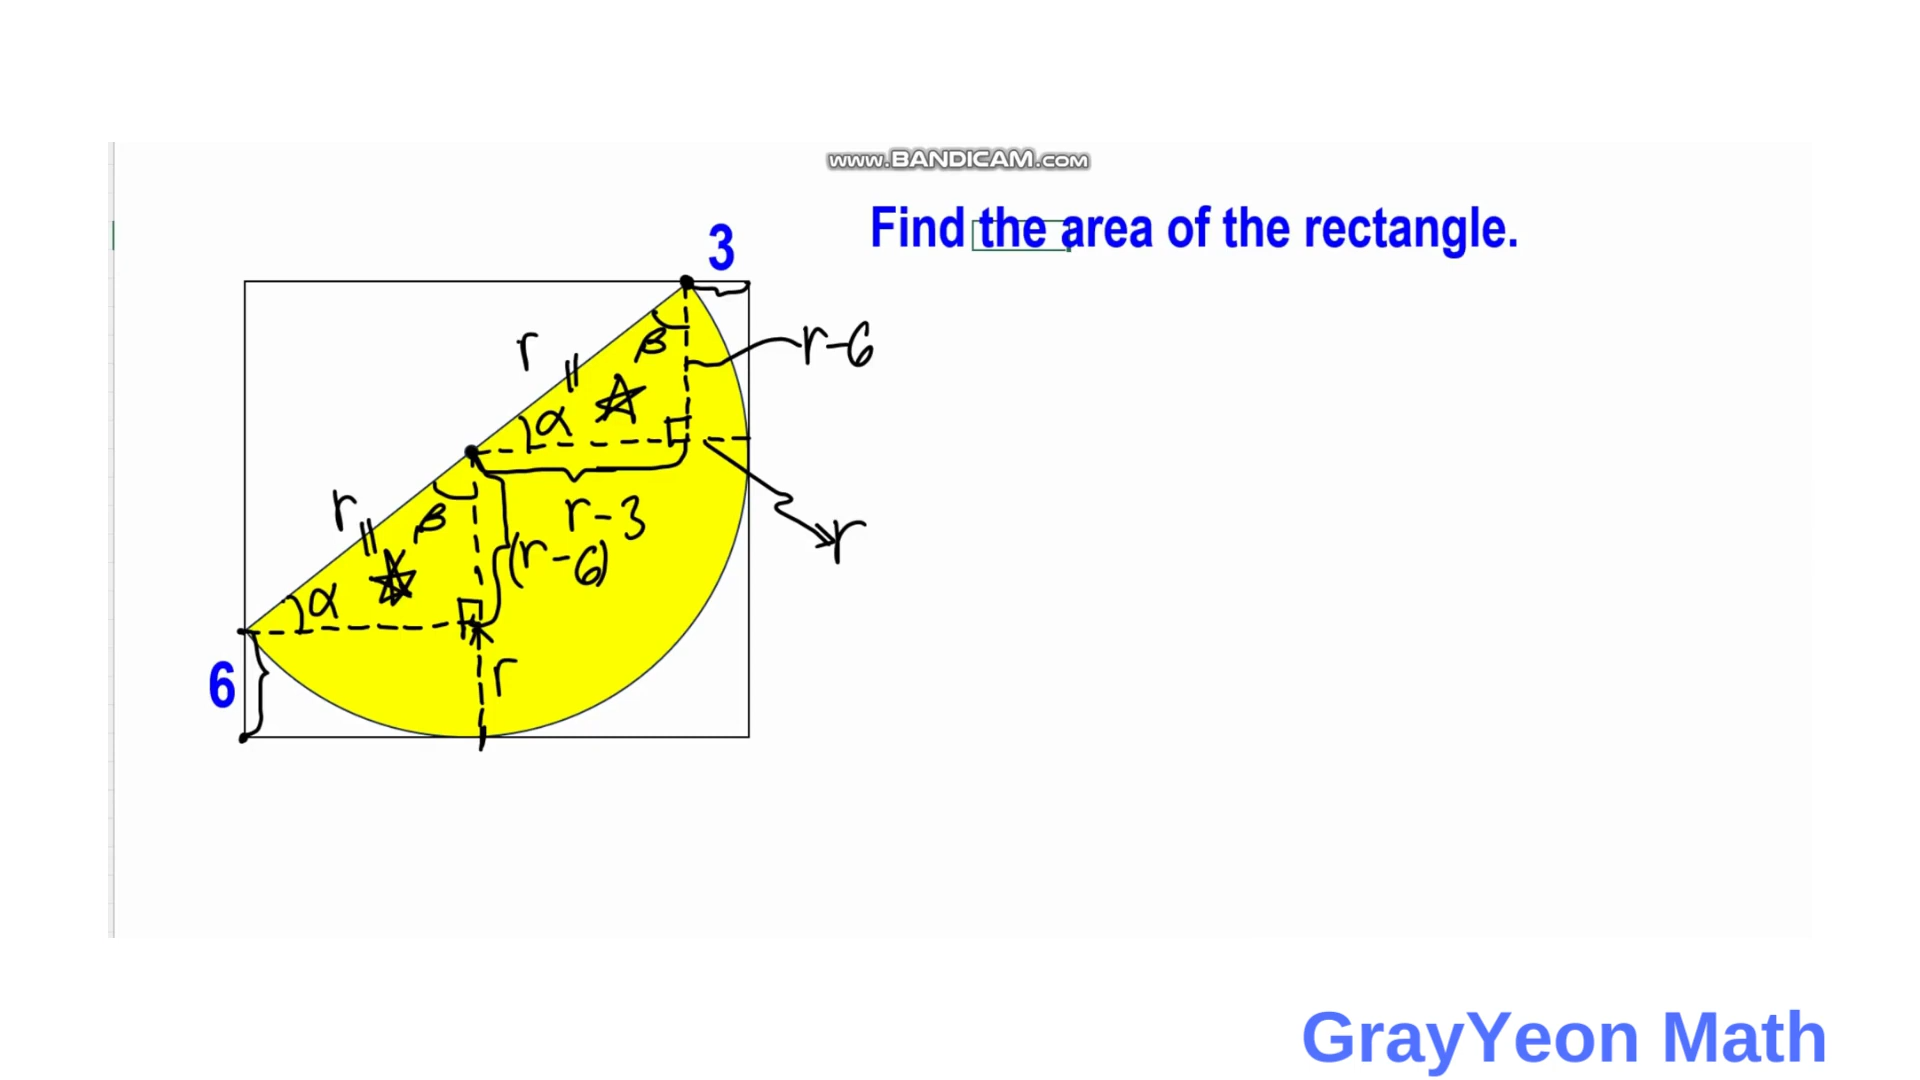 www.BANDICAM.com
Find the area of the rectangle.
3
r
β
r-6
α
r
β
r-3
(r-6)
r
α
6
r
GrayYeon Math